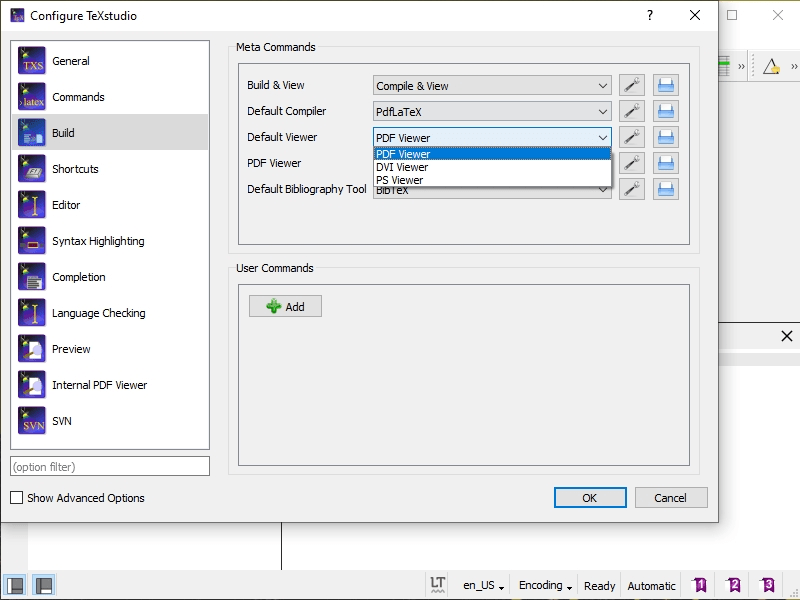 Configure TeXstudio
?
General
Commands
Build
Shortcuts
Editor
Syntax Highlighting
Completion
Language Checking
Preview
Internal PDF Viewer
SVN
(option filter)
Show Advanced Options
Meta Commands
Build & View
Compile & View
Default Compiler
PdfLaTeX
Default Viewer
PDF Viewer
PDF Viewer
DVI Viewer
PS Viewer
PDF Viewer
Default Bibliography Tool
BibTeX
User Commands
Add
OK
Cancel
TXS
latex
SVN
LT
en_US
Encoding
Ready
Automatic
1
2
3